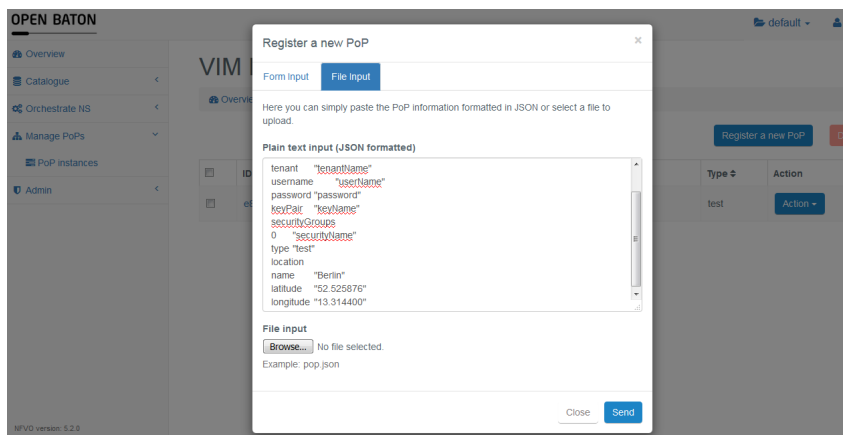 OPEN BATON
default
Overview
Catalogue
Orchestrate NS
Manage PoPs
PoP instances
Admin
NFVO version: 5.2.0
VIM
Overvie
Register a new PoP
ID
Type
Action
e
test
Action
Register a new PoP
×
Form Input
File Input
Here you can simply paste the PoP information formatted in JSON or select a file to
upload.
Plain text input (JSON formatted)
tenant "tenantName"
username "userName"
password "password"
keyPair "keyName"
securityGroups
0 "securityName"
type "test"
location
name "Berlin"
latitude "52.525876"
longitude "13.314400"
File input
Browse... No file selected.
Example: pop.json
Close
Send